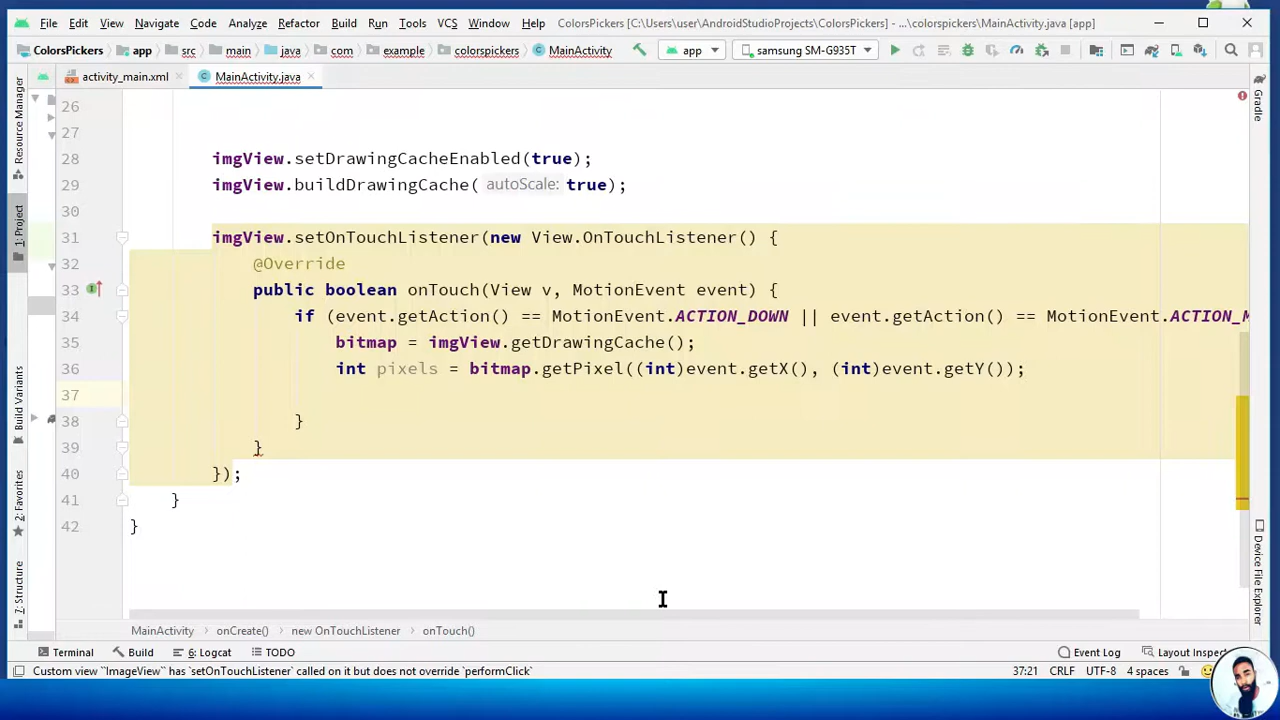 File Edit View Navigate Code Analyze Refactor Build Run Tools VCS Window Help ColorsPickers [C:\Users\user\AndroidStudioProjects\ColorsPickers] - ...\colorspickers\MainActivity.java [app]
ColorsPickers app src main java com example colorspickers MainActivity app samsung SM-G935T
activity_main.xml MainActivity.java
Resource Manager
1: Project
Build Variants
2: Favorites
7: Structure
26
27
28 imgView.setDrawingCacheEnabled(true);
29 imgView.buildDrawingCache( autoScale: true);
30
31 imgView.setOnTouchListener(new View.OnTouchListener() {
32 @Override
33 public boolean onTouch(View v, MotionEvent event) {
34 if (event.getAction() == MotionEvent.ACTION_DOWN || event.getAction() == MotionEvent.ACTION_M
35 bitmap = imgView.getDrawingCache();
36 int pixels = bitmap.getPixel((int)event.getX(), (int)event.getY());
37
38 }
39 }
40 });
41 }
42 }
Gradle
Device File Explorer
MainActivity onCreate() new OnTouchListener onTouch()
Terminal Build 6: Logcat TODO Event Log Layout Inspec
Custom view `ImageView` has `setOnTouchListener` called on it but does not override `performClick` 37:21 CRLF UTF-8 4 spaces